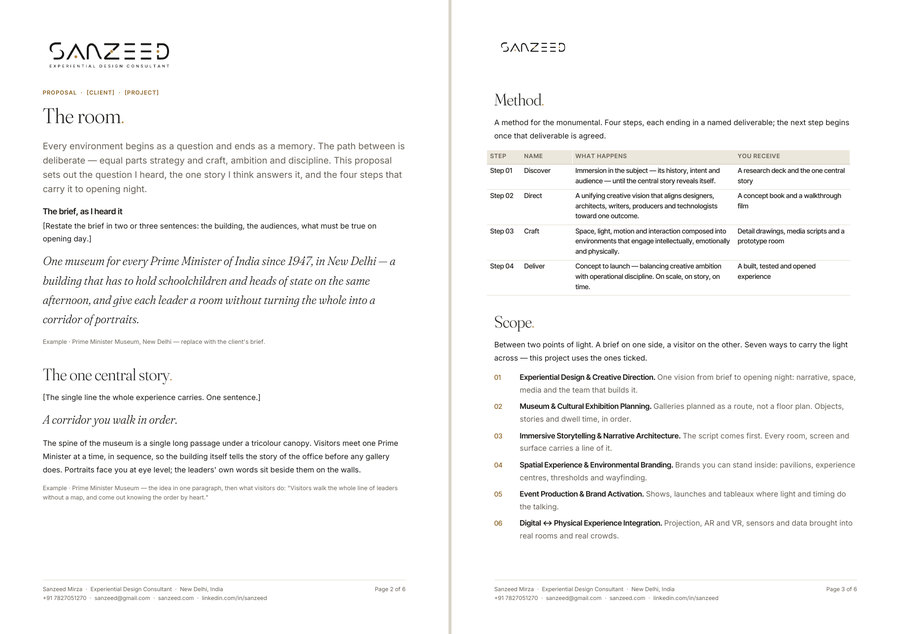 SANZEED
EXPERIENTIAL DESIGN CONSULTANT
PROPOSAL · [CLIENT] · [PROJECT]
The room.
Every environment begins as a question and ends as a memory. The path between is
deliberate — equal parts strategy and craft, ambition and discipline. This proposal
sets out the question I heard, the one story I think answers it, and the four steps that
carry it to opening night.
The brief, as I heard it
[Restate the brief in two or three sentences: the building, the audiences, what must be true on
opening day.]
One museum for every Prime Minister of India since 1947, in New Delhi — a
building that has to hold schoolchildren and heads of state on the same
afternoon, and give each leader a room without turning the whole into a
corridor of portraits.
Example · Prime Minister Museum, New Delhi — replace with the client's brief.
The one central story.
[The single line the whole experience carries. One sentence.]
A corridor you walk in order.
The spine of the museum is a single long passage under a tricolour canopy. Visitors meet one Prime
Minister at a time, in sequence, so the building itself tells the story of the office before any gallery
does. Portraits face you at eye level; the leaders' own words sit beside them on the walls.
Example · Prime Minister Museum — the idea in one paragraph, then what visitors do: "Visitors walk the whole line of leaders
without a map, and come out knowing the order by heart."
Sanzeed Mirza · Experiential Design Consultant · New Delhi, India
Page 2 of 6
+91 7827051270 · sanzeed@gmail.com · sanzeed.com · linkedin.com/in/sanzeed
SANZEED
Method.
A method for the monumental. Four steps, each ending in a named deliverable; the next step begins
once that deliverable is agreed.
STEP NAME WHAT HAPPENS YOU RECEIVE
Step 01 Discover Immersion in the subject — its history, intent and A research deck and the one central
audience — until the central story reveals itself. story
Step 02 Direct A unifying creative vision that aligns designers, A concept book and a walkthrough
architects, writers, producers and technologists film
toward one outcome.
Step 03 Craft Space, light, motion and interaction composed into Detail drawings, media scripts and a
environments that engage intellectually, emotionally prototype room
and physically.
Step 04 Deliver Concept to launch — balancing creative ambition A built, tested and opened
with operational discipline. On scale, on story, on experience
time.
Scope.
Between two points of light. A brief on one side, a visitor on the other. Seven ways to carry the light
across — this project uses the ones ticked.
01 Experiential Design & Creative Direction. One vision from brief to opening night: narrative, space,
media and the team that builds it.
02 Museum & Cultural Exhibition Planning. Galleries planned as a route, not a floor plan. Objects,
stories and dwell time, in order.
03 Immersive Storytelling & Narrative Architecture. The script comes first. Every room, screen and
surface carries a line of it.
04 Spatial Experience & Environmental Branding. Brands you can stand inside: pavilions, experience
centres, thresholds and wayfinding.
05 Event Production & Brand Activation. Shows, launches and tableaux where light and timing do
the talking.
06 Digital ↔ Physical Experience Integration. Projection, AR and VR, sensors and data brought into
real rooms and real crowds.
Sanzeed Mirza · Experiential Design Consultant · New Delhi, India
Page 3 of 6
+91 7827051270 · sanzeed@gmail.com · sanzeed.com · linkedin.com/in/sanzeed